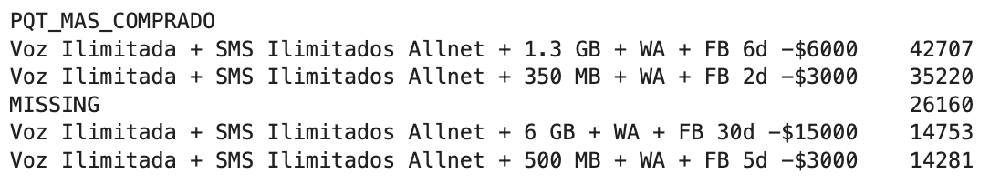 PQT_MAS_COMPRADO
Voz Ilimitada + SMS Ilimitados Allnet + 1.3 GB + WA + FB 6d –$6000 42707
Voz Ilimitada + SMS Ilimitados Allnet + 350 MB + WA + FB 2d –$3000 35220
MISSING 26160
Voz Ilimitada + SMS Ilimitados Allnet + 6 GB + WA + FB 30d –$15000 14753
Voz Ilimitada + SMS Ilimitados Allnet + 500 MB + WA + FB 5d –$3000 14281